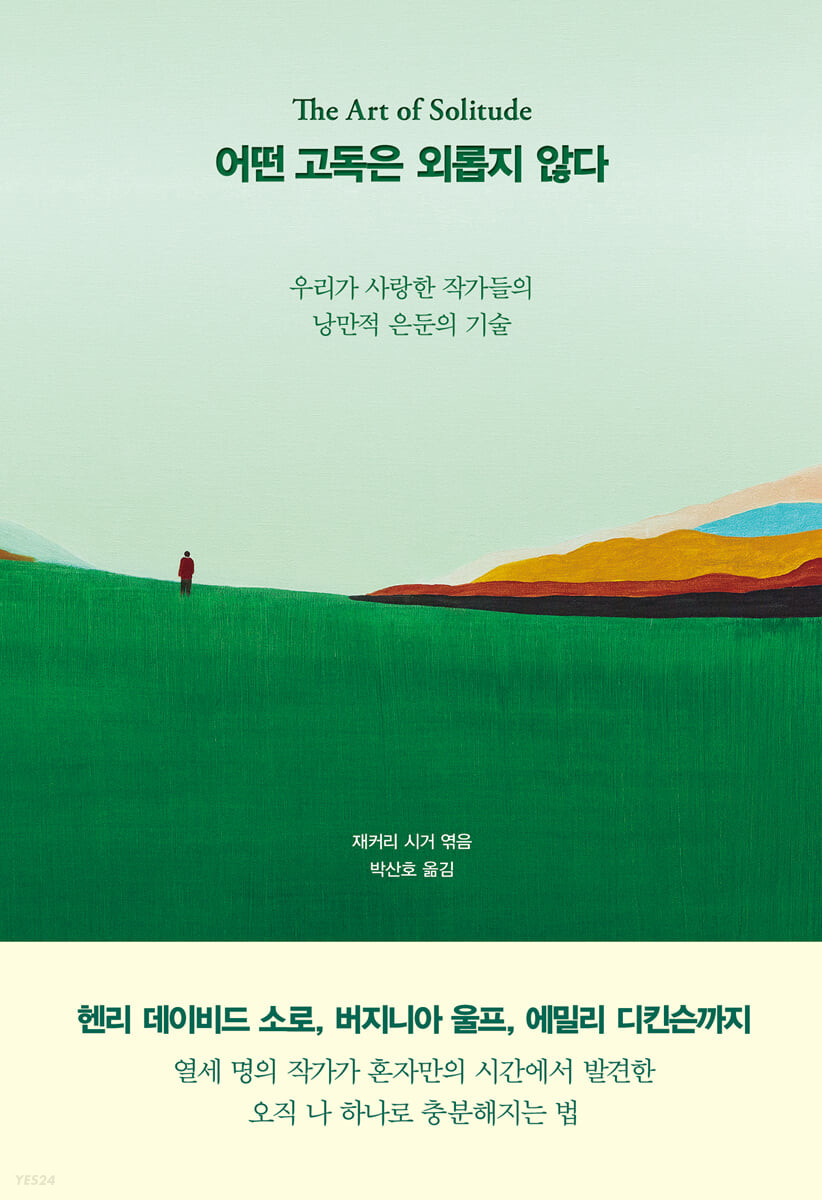 The Art of Solitude
어떤 고독은 외롭지 않다
우리가 사랑한 작가들의
낭만적 은둔의 기술
재커리 시거 엮음
박산호 옮김
헨리 데이비드 소로, 버지니아 울프, 에밀리 디킨슨까지
열세 명의 작가가 혼자만의 시간에서 발견한
오직 나 하나로 충분해지는 법
YES24